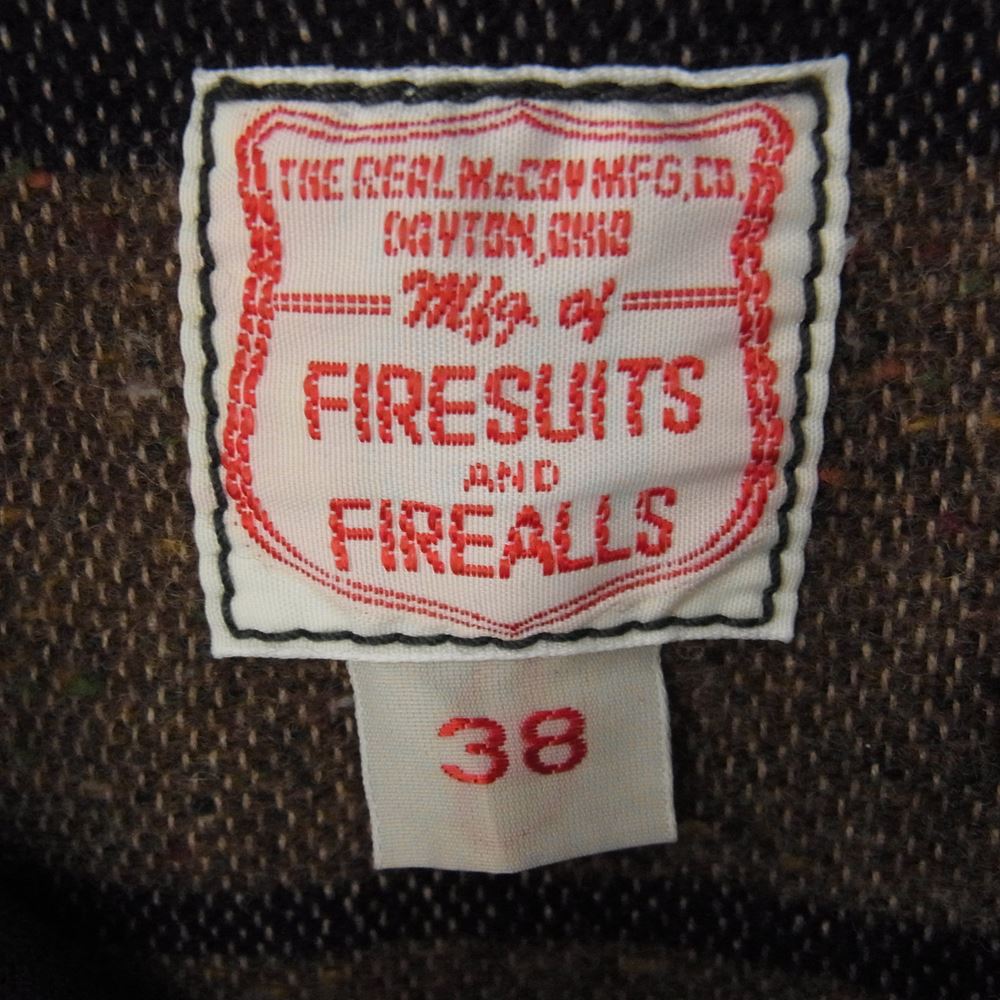 THE REAL McCOY MFG, CO,
DAYTON, OHIO
Mfg. of
FIRESUITS
AND
FIREALLS
38